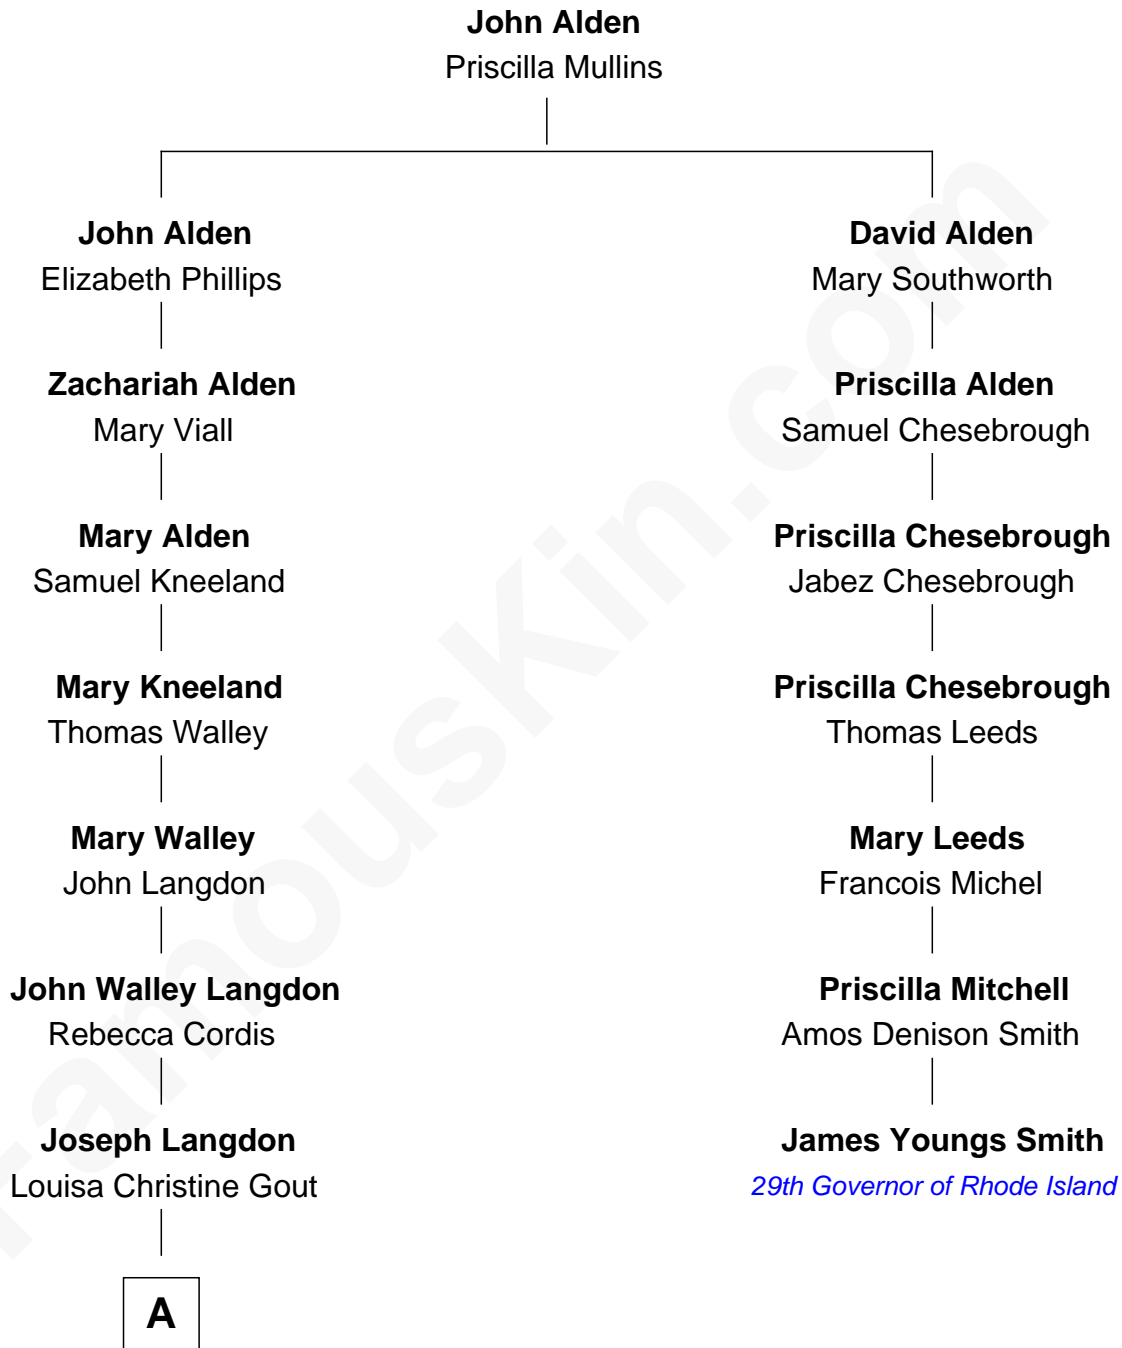 John Alden
Priscilla Mullins
John Alden
Elizabeth Phillips
Zachariah Alden
Mary Viall
Mary Alden
Samuel Kneeland
Mary Kneeland
Thomas Walley
Mary Walley
John Langdon
John Walley Langdon
Rebecca Cordis
Joseph Langdon
Louisa Christine Gout
A
David Alden
Mary Southworth
Priscilla Alden
Samuel Chesebrough
Priscilla Chesebrough
Jabez Chesebrough
Priscilla Chesebrough
Thomas Leeds
Mary Leeds
Francois Michel
Priscilla Mitchell
Amos Denison Smith
James Youngs Smith
29th Governor of Rhode Island
FamousKin.com